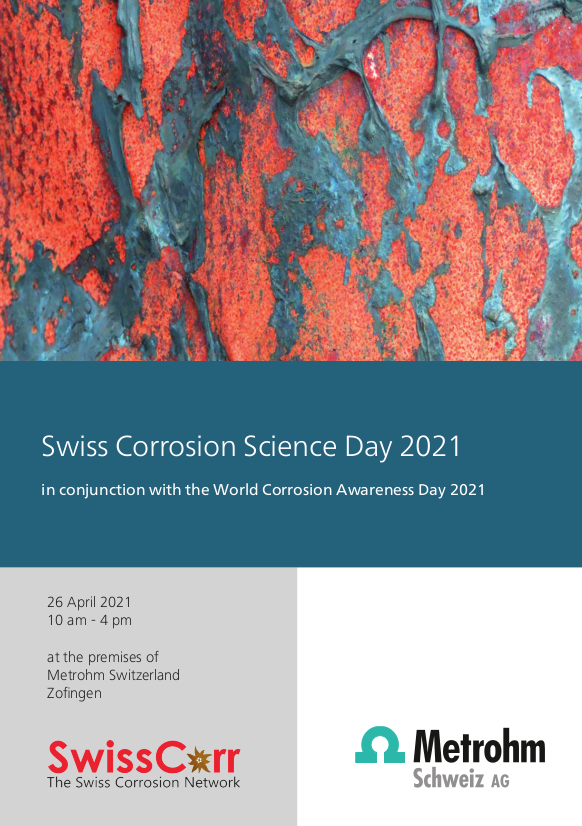 Swiss Corrosion Science Day 2021
in conjunction with the World Corrosion Awareness Day 2021
26 April 2021
10 am - 4 pm
at the premises of
Metrohm Switzerland
Zofingen
SwissCorr
The Swiss Corrosion Network
Metrohm
Schweiz AG